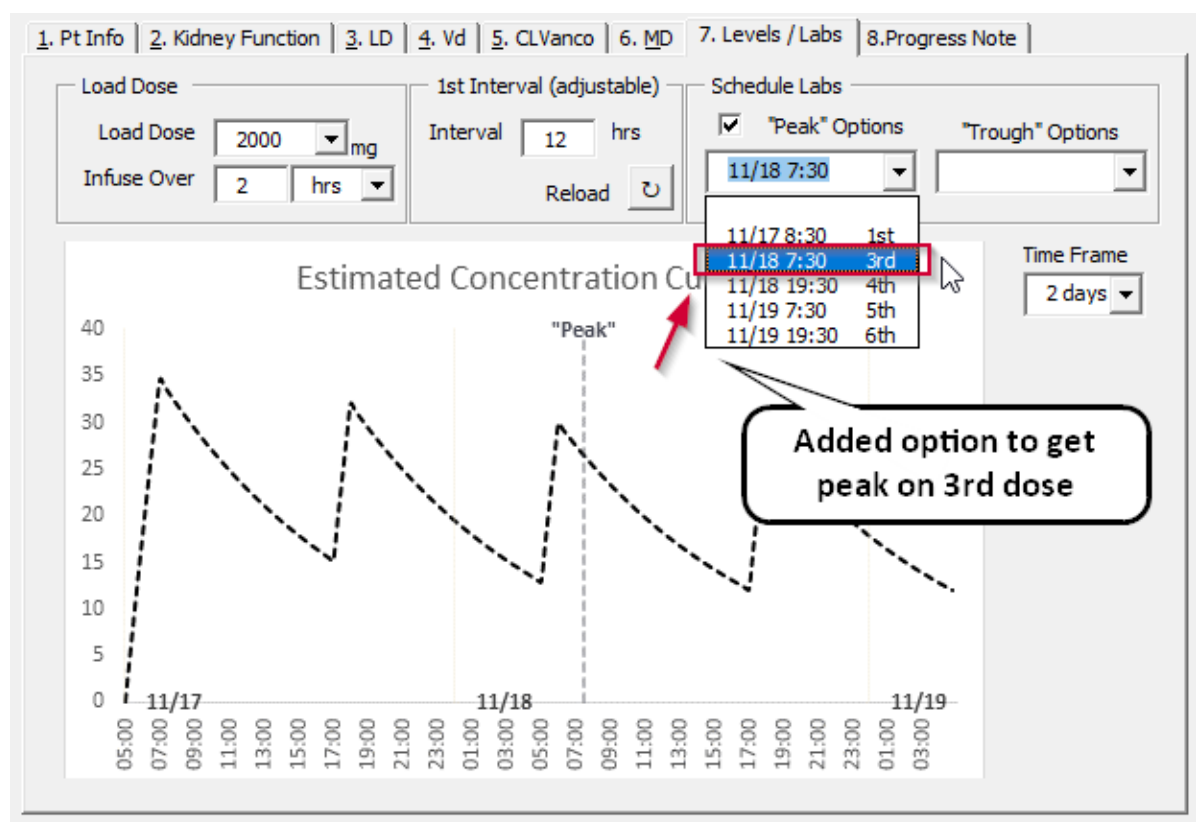 1. Pt Info 2. Kidney Function 3. LD 4. Vd 5. CLVanco 6. MD 7. Levels / Labs 8.Progress Note
Load Dose
Load Dose 2000 mg
Infuse Over 2 hrs
1st Interval (adjustable)
Interval 12 hrs
Reload ↻
Schedule Labs
"Peak" Options "Trough" Options
11/18 7:30
11/17 8:30 1st
11/18 7:30 3rd
11/18 19:30 4th
11/19 7:30 5th
11/19 19:30 6th
Time Frame
2 days
Estimated Concentration Cu
"Peak"
Added option to get
peak on 3rd dose
40
35
30
25
20
15
10
5
0
11/17 11/18 11/19
05:00 07:00 09:00 11:00 13:00 15:00 17:00 19:00 21:00 23:00 01:00 03:00 05:00 07:00 09:00 11:00 13:00 15:00 17:00 19:00 21:00 23:00 01:00 03:00